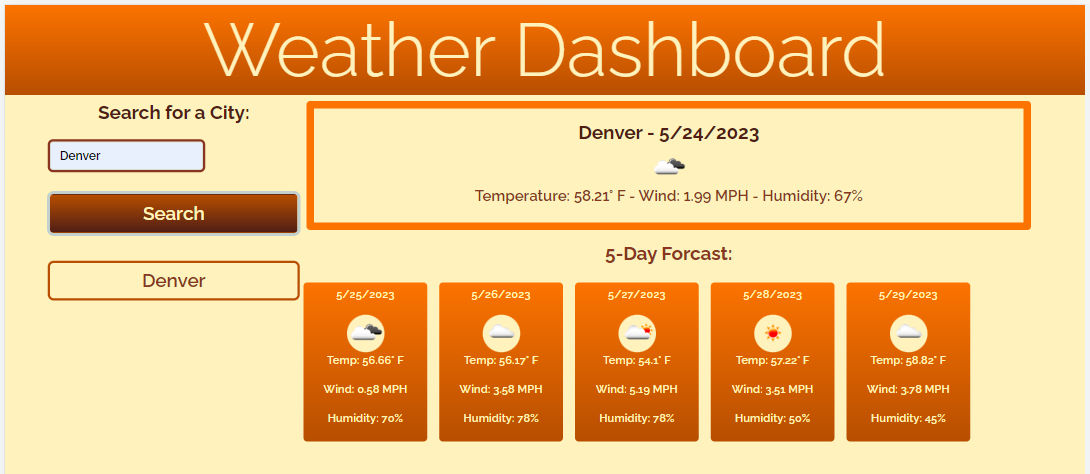 Weather Dashboard
Search for a City:
Denver
Search
Denver
Denver - 5/24/2023
Temperature: 58.21° F - Wind: 1.99 MPH - Humidity: 67%
5-Day Forcast:
5/25/2023
Temp: 56.66° F
Wind: 0.58 MPH
Humidity: 70%
5/26/2023
Temp: 56.17° F
Wind: 3.58 MPH
Humidity: 78%
5/27/2023
Temp: 54.1° F
Wind: 5.19 MPH
Humidity: 78%
5/28/2023
Temp: 57.22° F
Wind: 3.51 MPH
Humidity: 50%
5/29/2023
Temp: 58.82° F
Wind: 3.78 MPH
Humidity: 45%